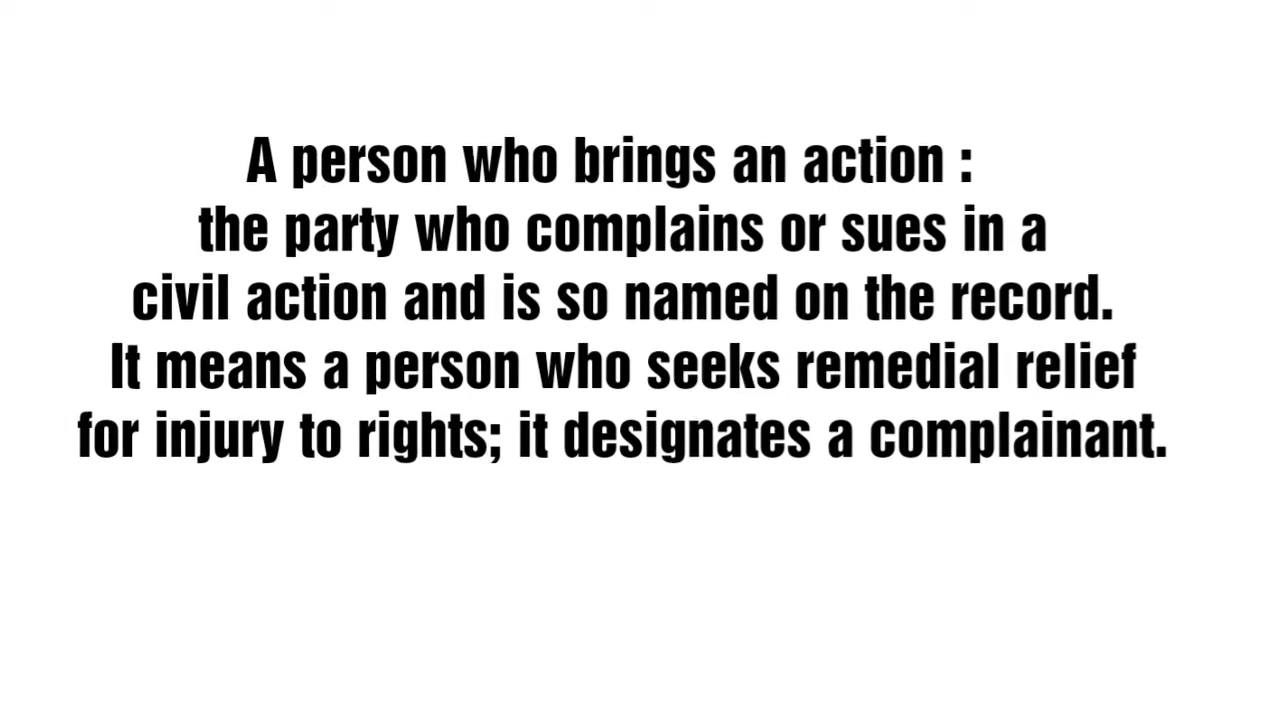 A person who brings an action :
the party who complains or sues in a
civil action and is so named on the record.
It means a person who seeks remedial relief
for injury to rights; it designates a complainant.